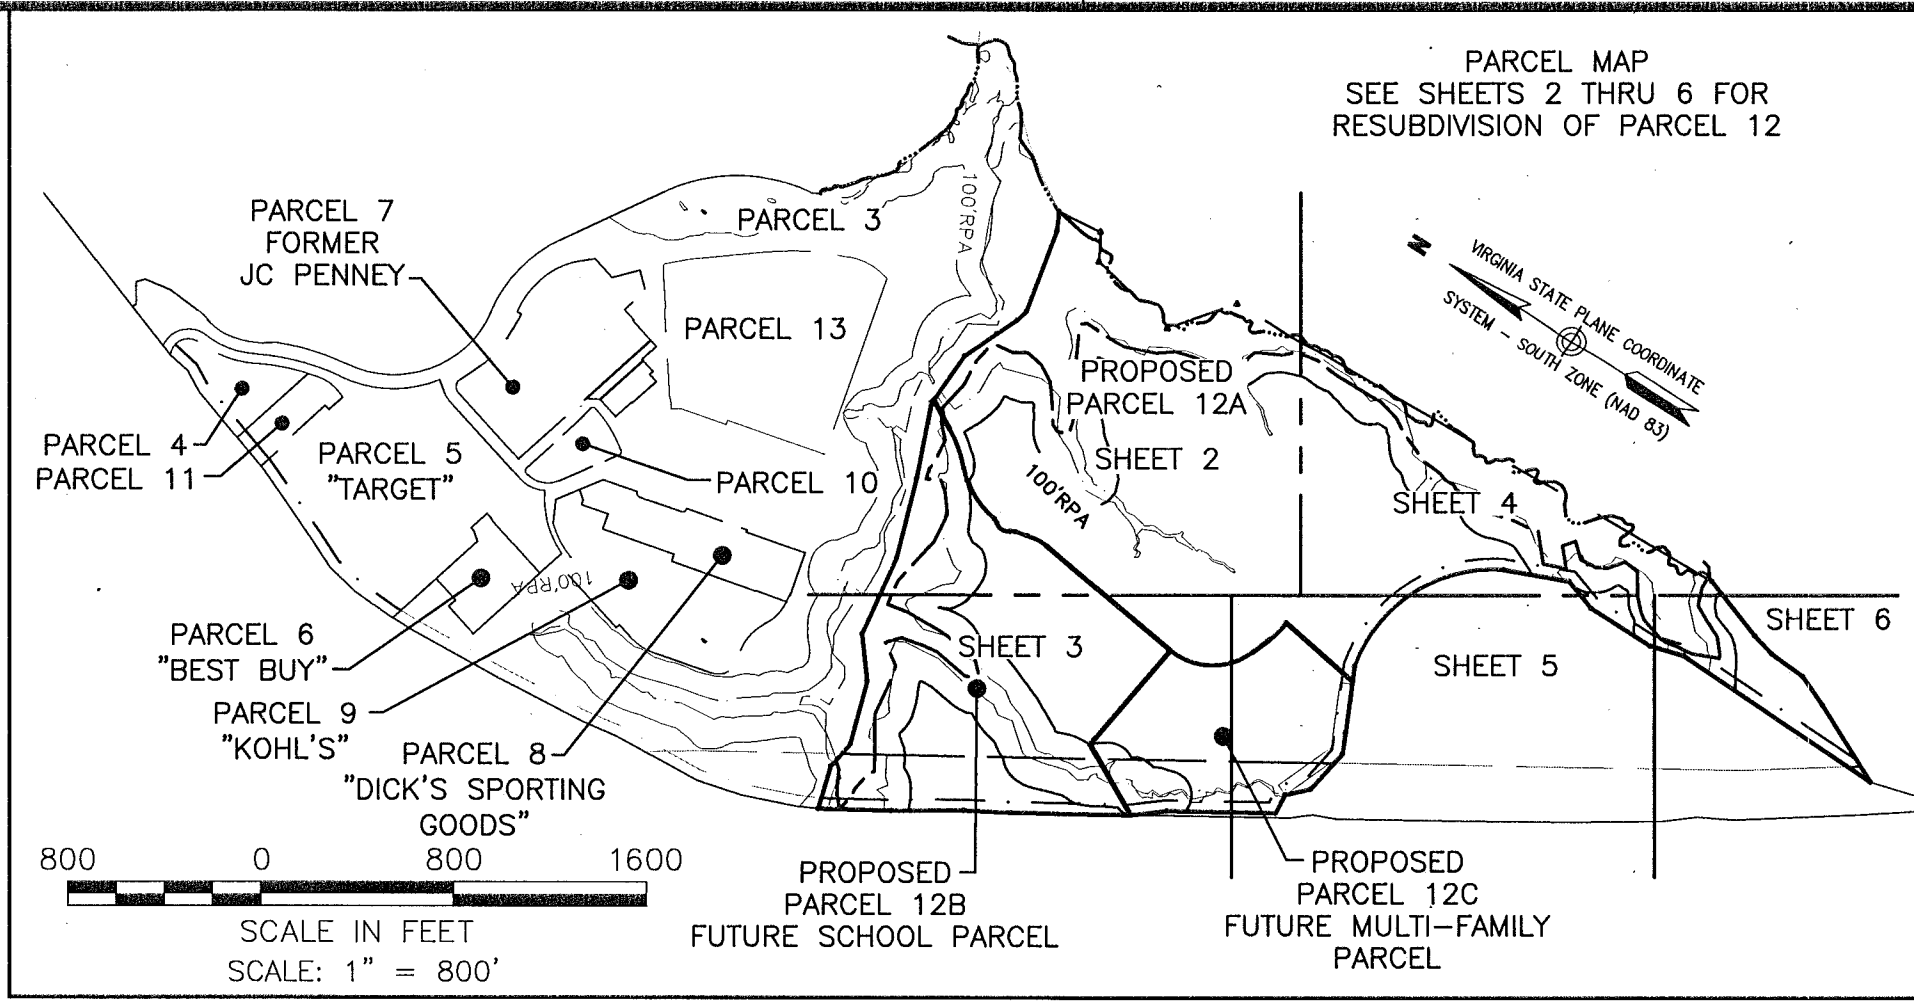 PARCEL MAP
SEE SHEETS 2 THRU 6 FOR
RESUBDIVISION OF PARCEL 12
PARCEL 7
FORMER
JC PENNEY
PARCEL 3
100'RPA
N
VIRGINIA STATE PLANE COORDINATE
SYSTEM - SOUTH ZONE (NAD 83)
PARCEL 13
PROPOSED
PARCEL 12A
PARCEL 4
PARCEL 11
PARCEL 5
"TARGET"
PARCEL 10
SHEET 2
100'RPA
SHEET 4
100'RPA
PARCEL 6
"BEST BUY"
SHEET 3
SHEET 5
SHEET 6
PARCEL 9
"KOHL'S"
PARCEL 8
"DICK'S SPORTING
GOODS"
800 0 800 1600
SCALE IN FEET
SCALE: 1" = 800'
PROPOSED
PARCEL 12B
FUTURE SCHOOL PARCEL
PROPOSED
PARCEL 12C
FUTURE MULTI-FAMILY
PARCEL